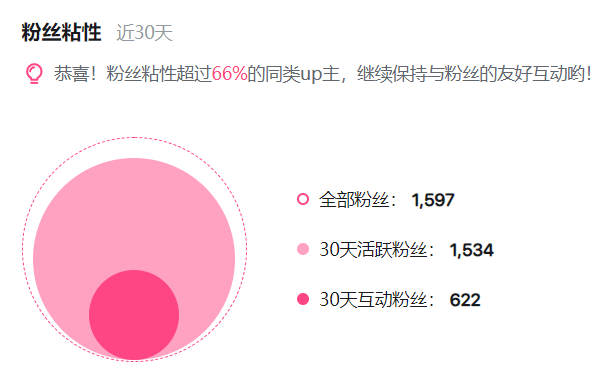 粉丝粘性 近30天
恭喜！粉丝粘性超过66%的同类up主，继续保持与粉丝的友好互动哟！
全部粉丝： 1,597
30天活跃粉丝： 1,534
30天互动粉丝： 622